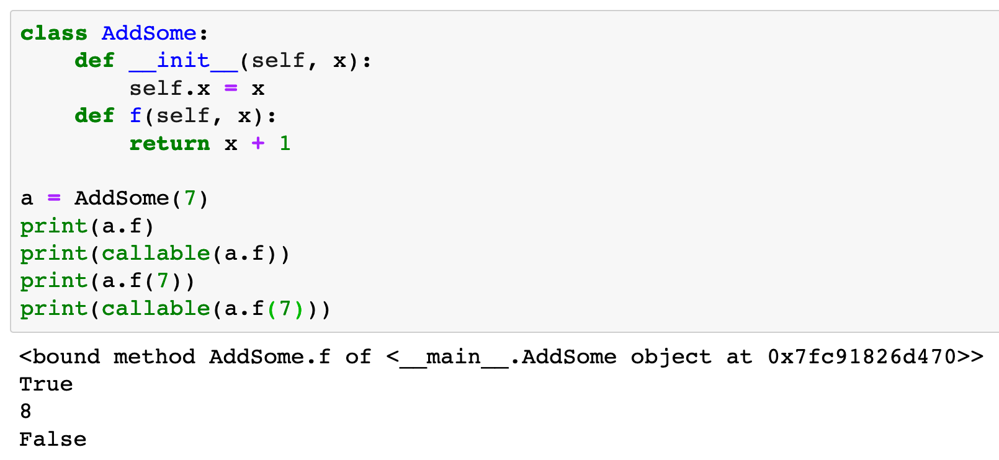 class AddSome:
    def __init__(self, x):
        self.x = x
    def f(self, x):
        return x + 1

a = AddSome(7)
print(a.f)
print(callable(a.f))
print(a.f(7))
print(callable(a.f(7)))
<bound method AddSome.f of <__main__.AddSome object at 0x7fc91826d470>>
True
8
False